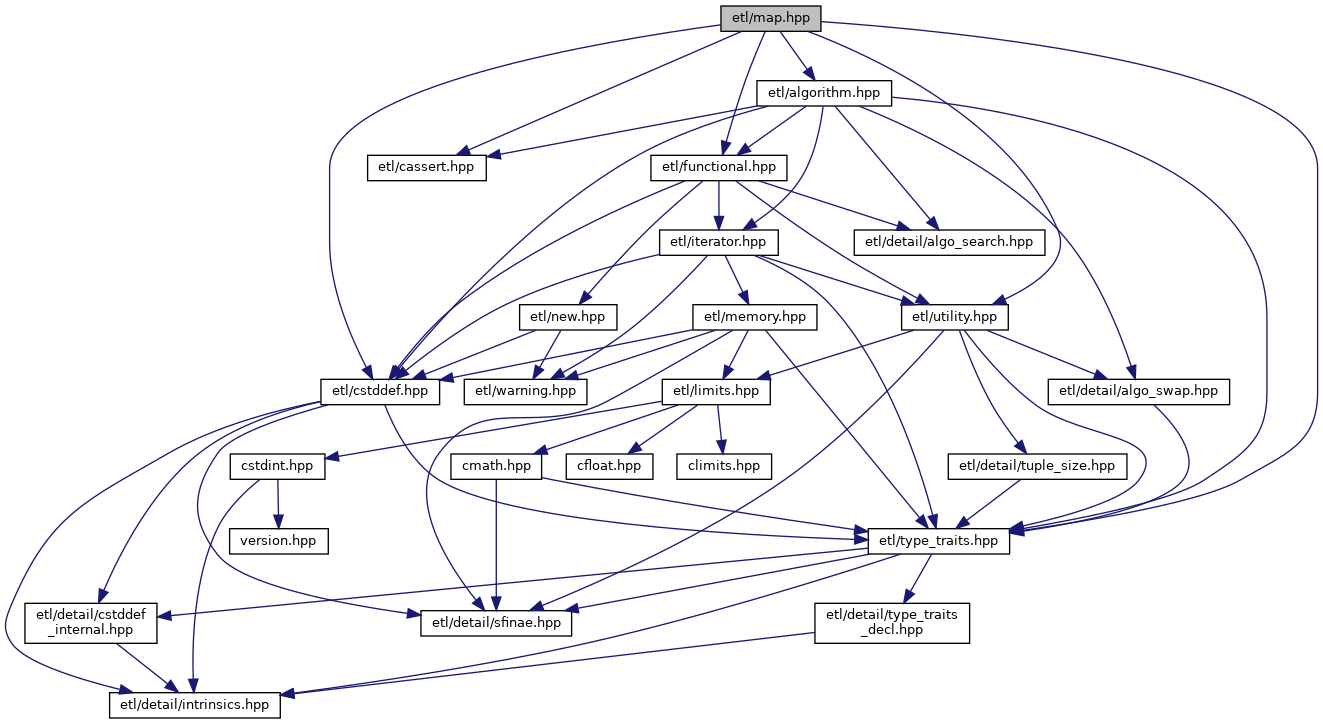 etl/map.hpp
etl/algorithm.hpp
etl/cassert.hpp
etl/functional.hpp
etl/iterator.hpp
etl/detail/algo_search.hpp
etl/new.hpp
etl/memory.hpp
etl/utility.hpp
etl/cstddef.hpp
etl/warning.hpp
etl/limits.hpp
etl/detail/algo_swap.hpp
cstdint.hpp
cmath.hpp
cfloat.hpp
climits.hpp
etl/detail/tuple_size.hpp
version.hpp
etl/type_traits.hpp
etl/detail/cstddef
_internal.hpp
etl/detail/sfinae.hpp
etl/detail/type_traits
_decl.hpp
etl/detail/intrinsics.hpp